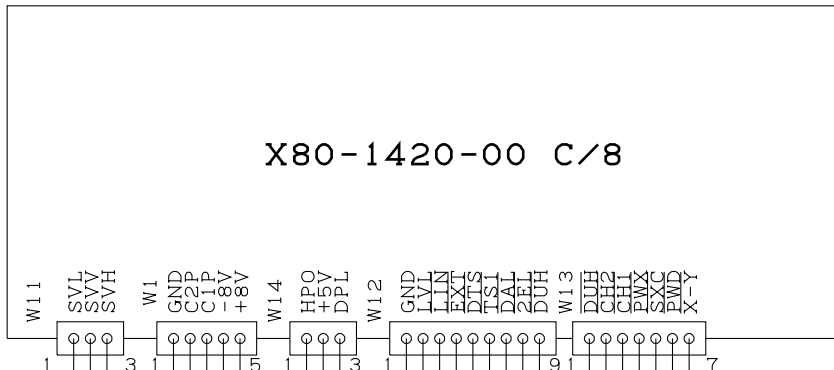 X80-1420-00 C/8
W11
SVL
SVV
SVH
W1
GND
C2P
C1P
-8V
+8V
W14
HPO
+5V
DPL
W12
GND
LVL
LIN
EXT
DTS
TS1
DAL
2EL
DUH
W13
DUH
CH2
CH1
PWX
SXC
PWD
X-Y
1 3 1 5 1 3 1 9 1 7